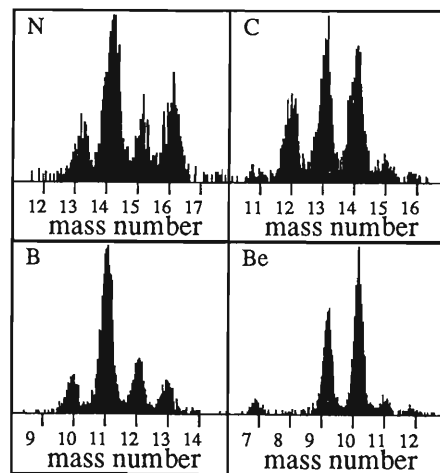 N
12 13 14 15 16 17
mass number
C
11 12 13 14 15 16
mass number
B
9 10 11 12 13 14
mass number
Be
7 8 9 10 11 12
mass number